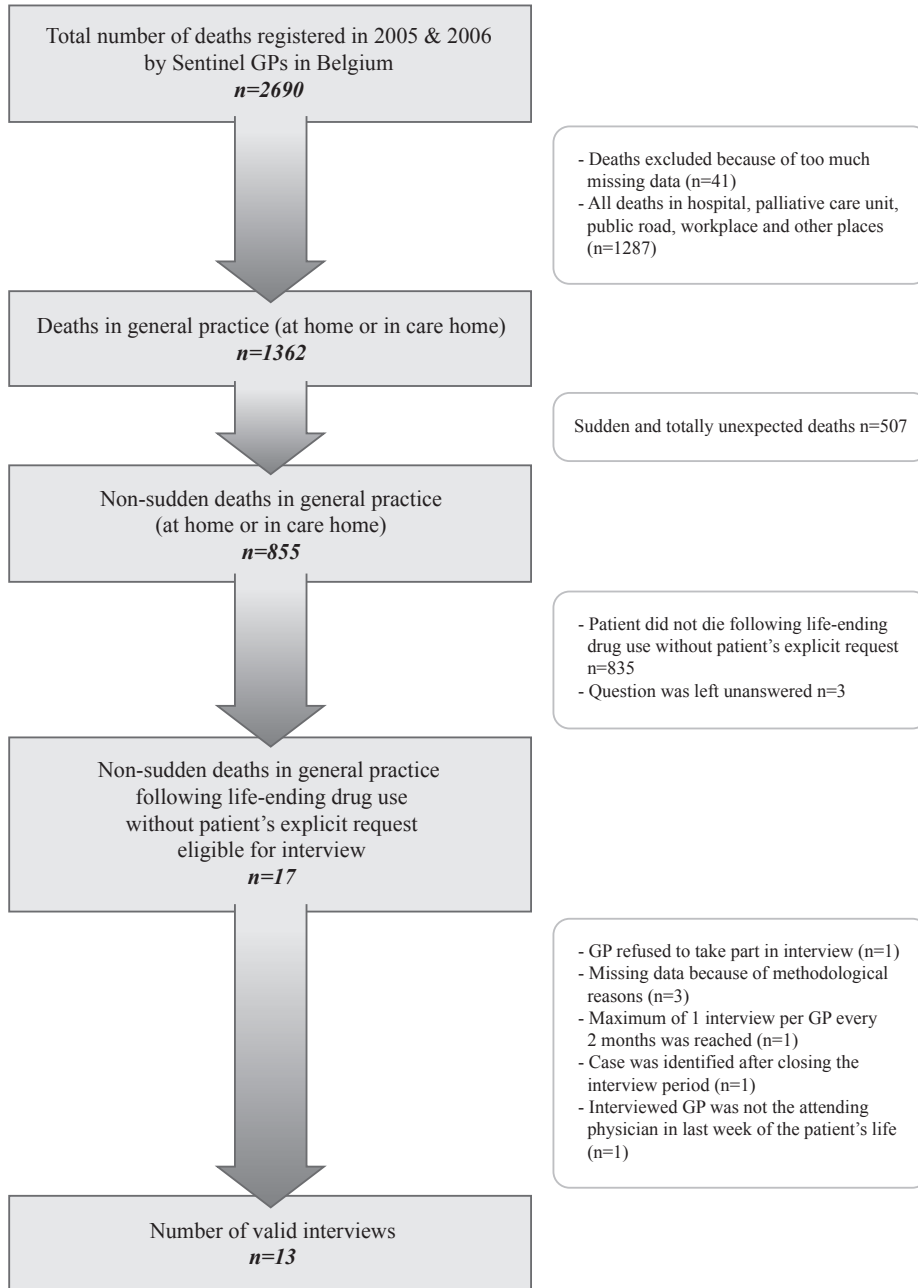 Total number of deaths registered in 2005 & 2006
by Sentinel GPs in Belgium
n=2690
- Deaths excluded because of too much
missing data (n=41)
- All deaths in hospital, palliative care unit,
public road, workplace and other places
(n=1287)
Deaths in general practice (at home or in care home)
n=1362
Sudden and totally unexpected deaths n=507
Non-sudden deaths in general practice
(at home or in care home)
n=855
- Patient did not die following life-ending
drug use without patient's explicit request
n=835
- Question was left unanswered n=3
Non-sudden deaths in general practice
following life-ending drug use
without patient's explicit request
eligible for interview
n=17
- GP refused to take part in interview (n=1)
- Missing data because of methodological
reasons (n=3)
- Maximum of 1 interview per GP every
2 months was reached (n=1)
- Case was identified after closing the
interview period (n=1)
- Interviewed GP was not the attending
physician in last week of the patient's life
(n=1)
Number of valid interviews
n=13